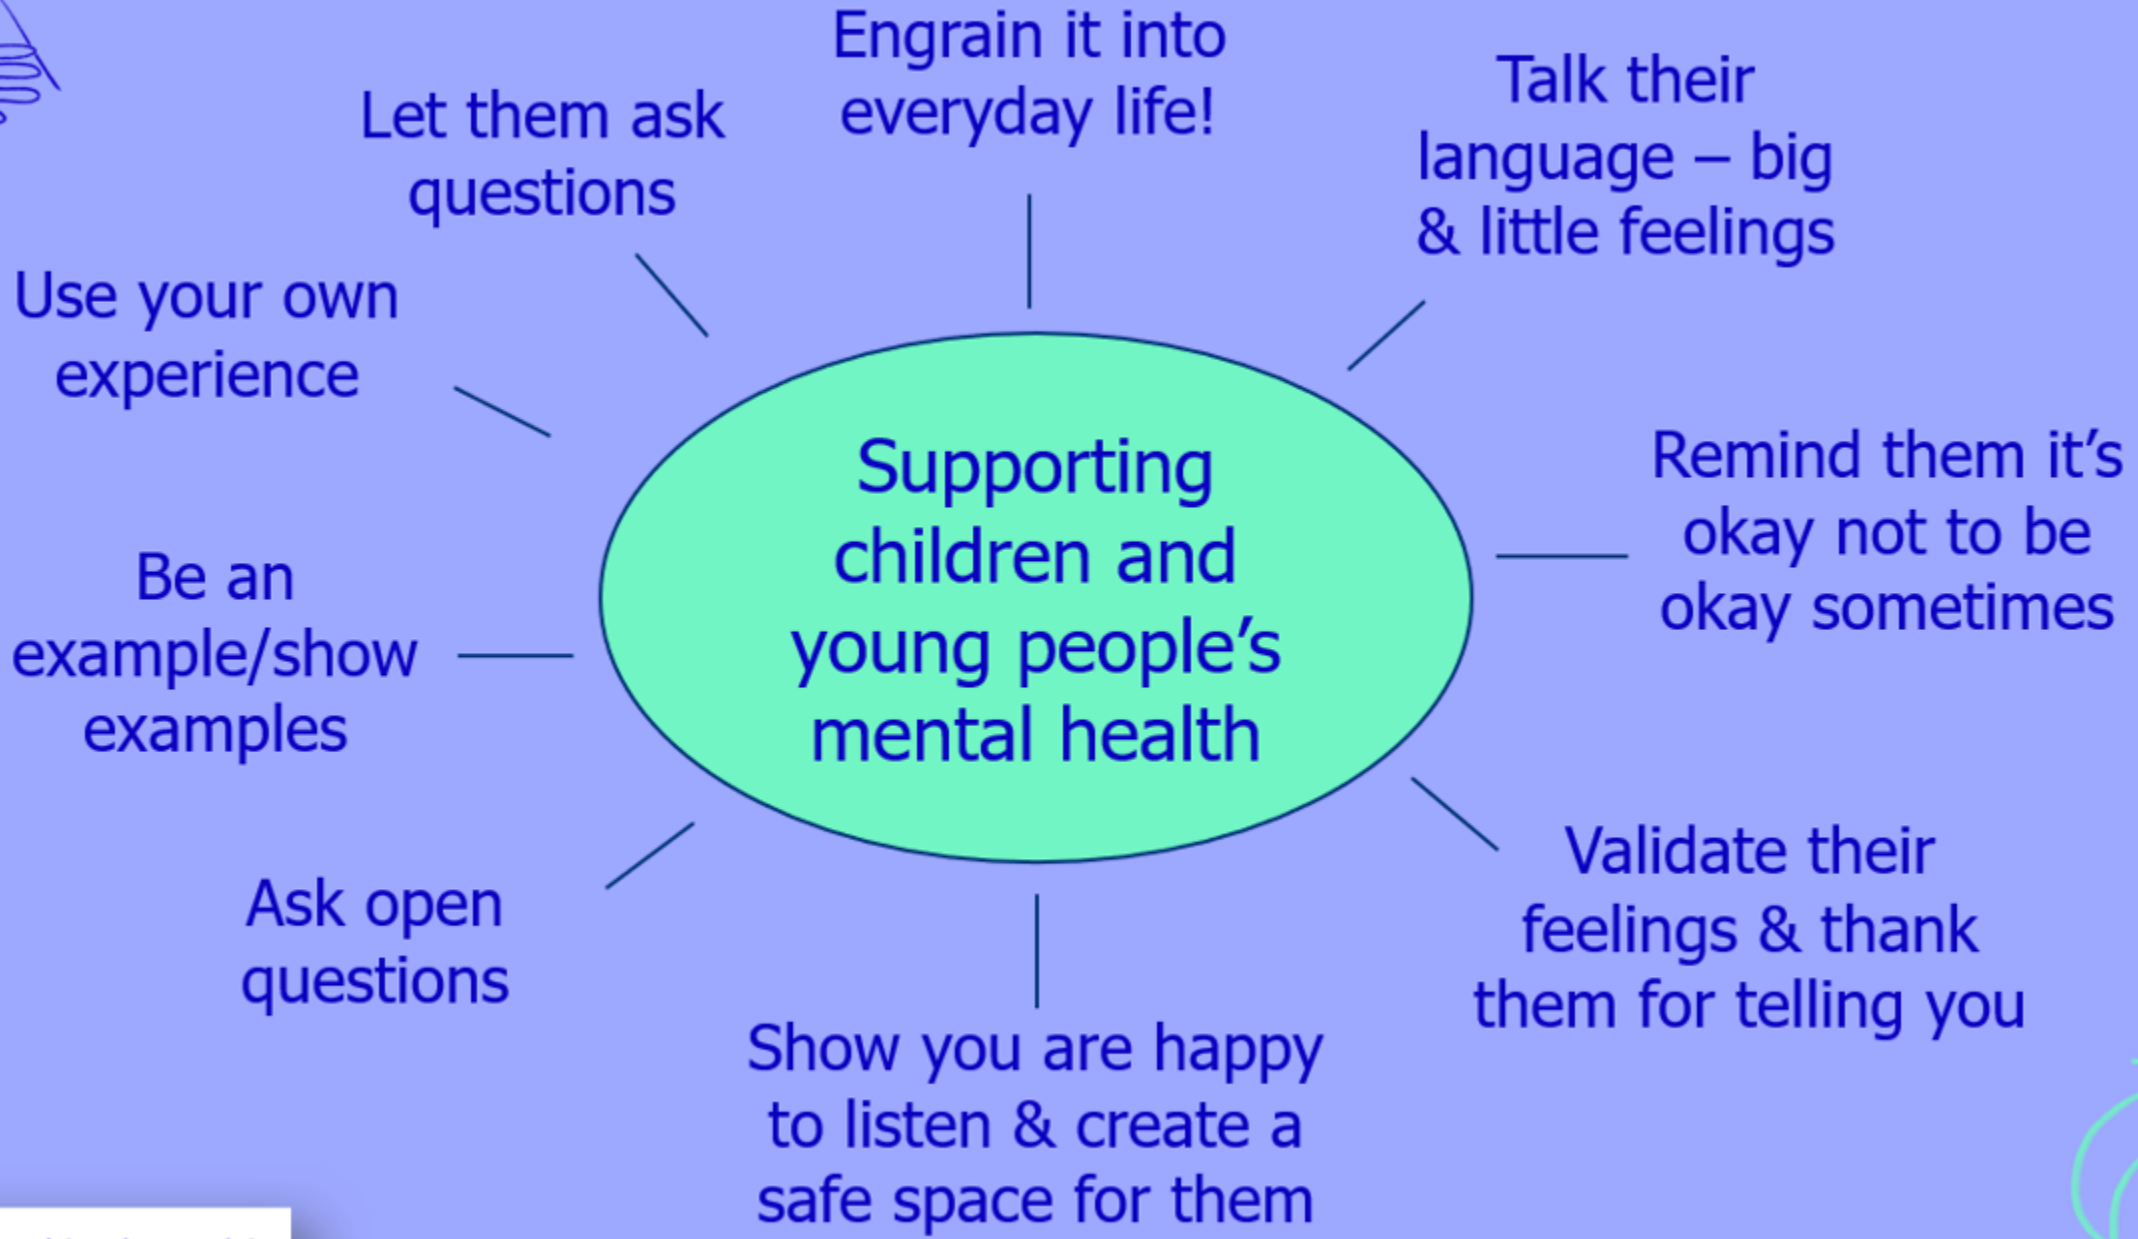 Engrain it into
everyday life!
Talk their
language – big
& little feelings
Remind them it’s
okay not to be
okay sometimes
Validate their
feelings & thank
them for telling you
Show you are happy
to listen & create a
safe space for them
Ask open
questions
Be an
example/show
examples
Use your own
experience
Let them ask
questions
Supporting
children and
young people’s
mental health